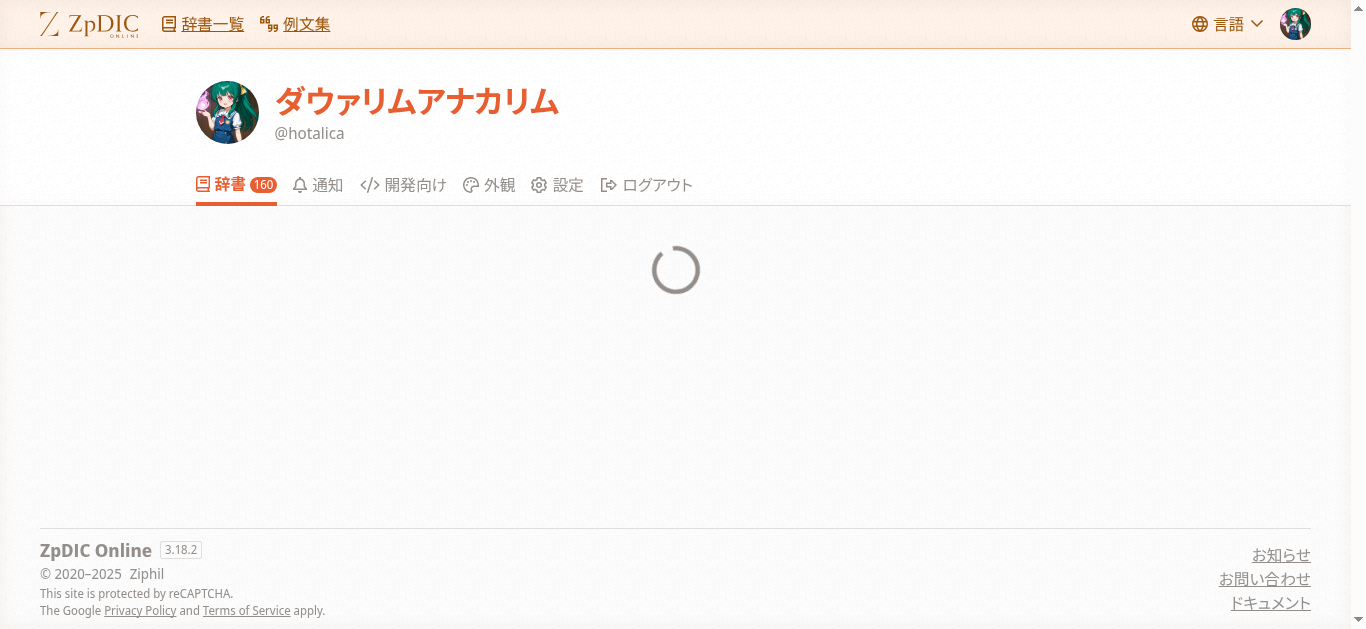 ZpDIC ONLINE 辞書一覧 例文集 言語
ダウァリムアナカリム
@hotalica
辞書 160 通知 開発向け 外観 設定 ログアウト
ZpDIC Online 3.18.2
© 2020–2025 Ziphil
This site is protected by reCAPTCHA.
The Google Privacy Policy and Terms of Service apply.
お知らせ
お問い合わせ
ドキュメント